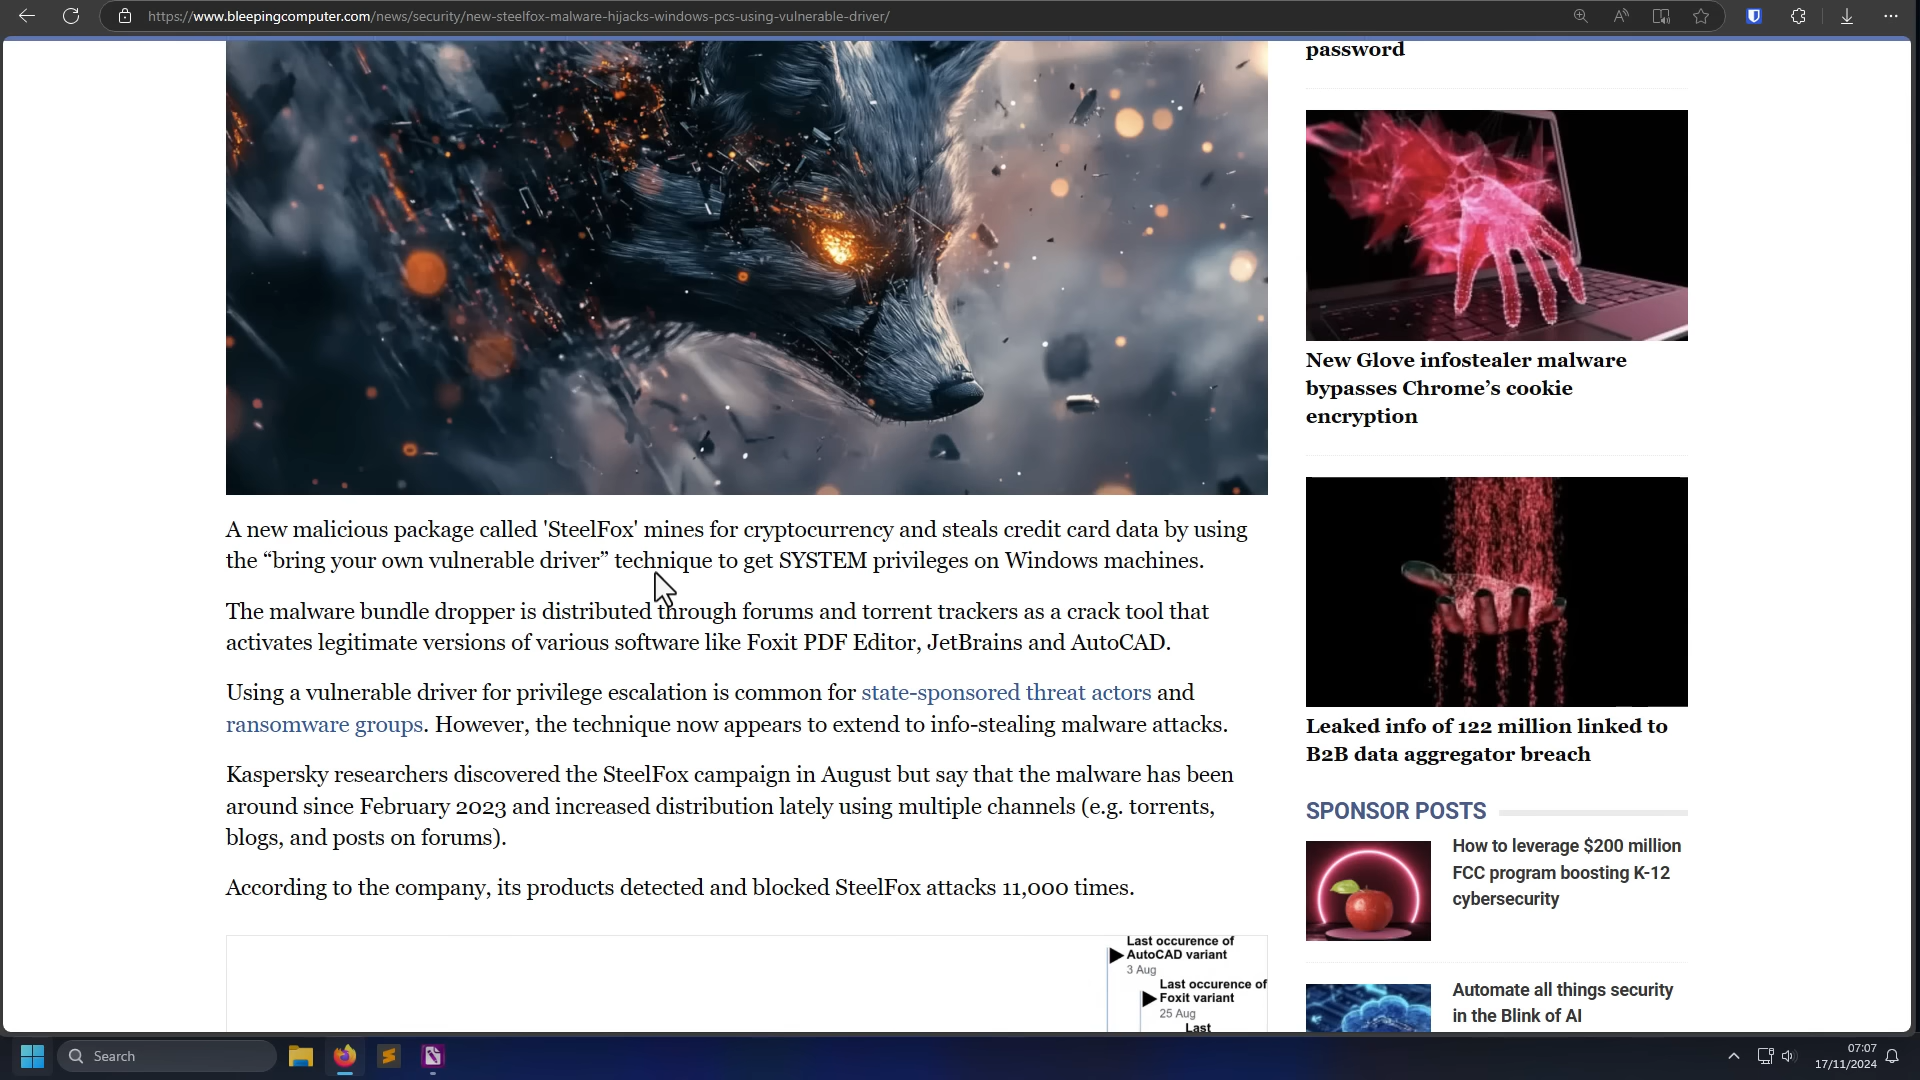 https://www.bleepingcomputer.com/news/security/new-steelfox-malware-hijacks-windows-pcs-using-vulnerable-driver/
A new malicious package called 'SteelFox' mines for cryptocurrency and steals credit card data by using
the “bring your own vulnerable driver” technique to get SYSTEM privileges on Windows machines.
The malware bundle dropper is distributed through forums and torrent trackers as a crack tool that
activates legitimate versions of various software like Foxit PDF Editor, JetBrains and AutoCAD.
Using a vulnerable driver for privilege escalation is common for state-sponsored threat actors and
ransomware groups. However, the technique now appears to extend to info-stealing malware attacks.
Kaspersky researchers discovered the SteelFox campaign in August but say that the malware has been
around since February 2023 and increased distribution lately using multiple channels (e.g. torrents,
blogs, and posts on forums).
According to the company, its products detected and blocked SteelFox attacks 11,000 times.
Last occurence of
AutoCAD variant
3 Aug
Last occurence of
Foxit variant
25 Aug
Last
password
New Glove infostealer malware
bypasses Chrome’s cookie
encryption
Leaked info of 122 million linked to
B2B data aggregator breach
SPONSOR POSTS
How to leverage $200 million
FCC program boosting K-12
cybersecurity
Automate all things security
in the Blink of AI
Search
07:07
17/11/2024